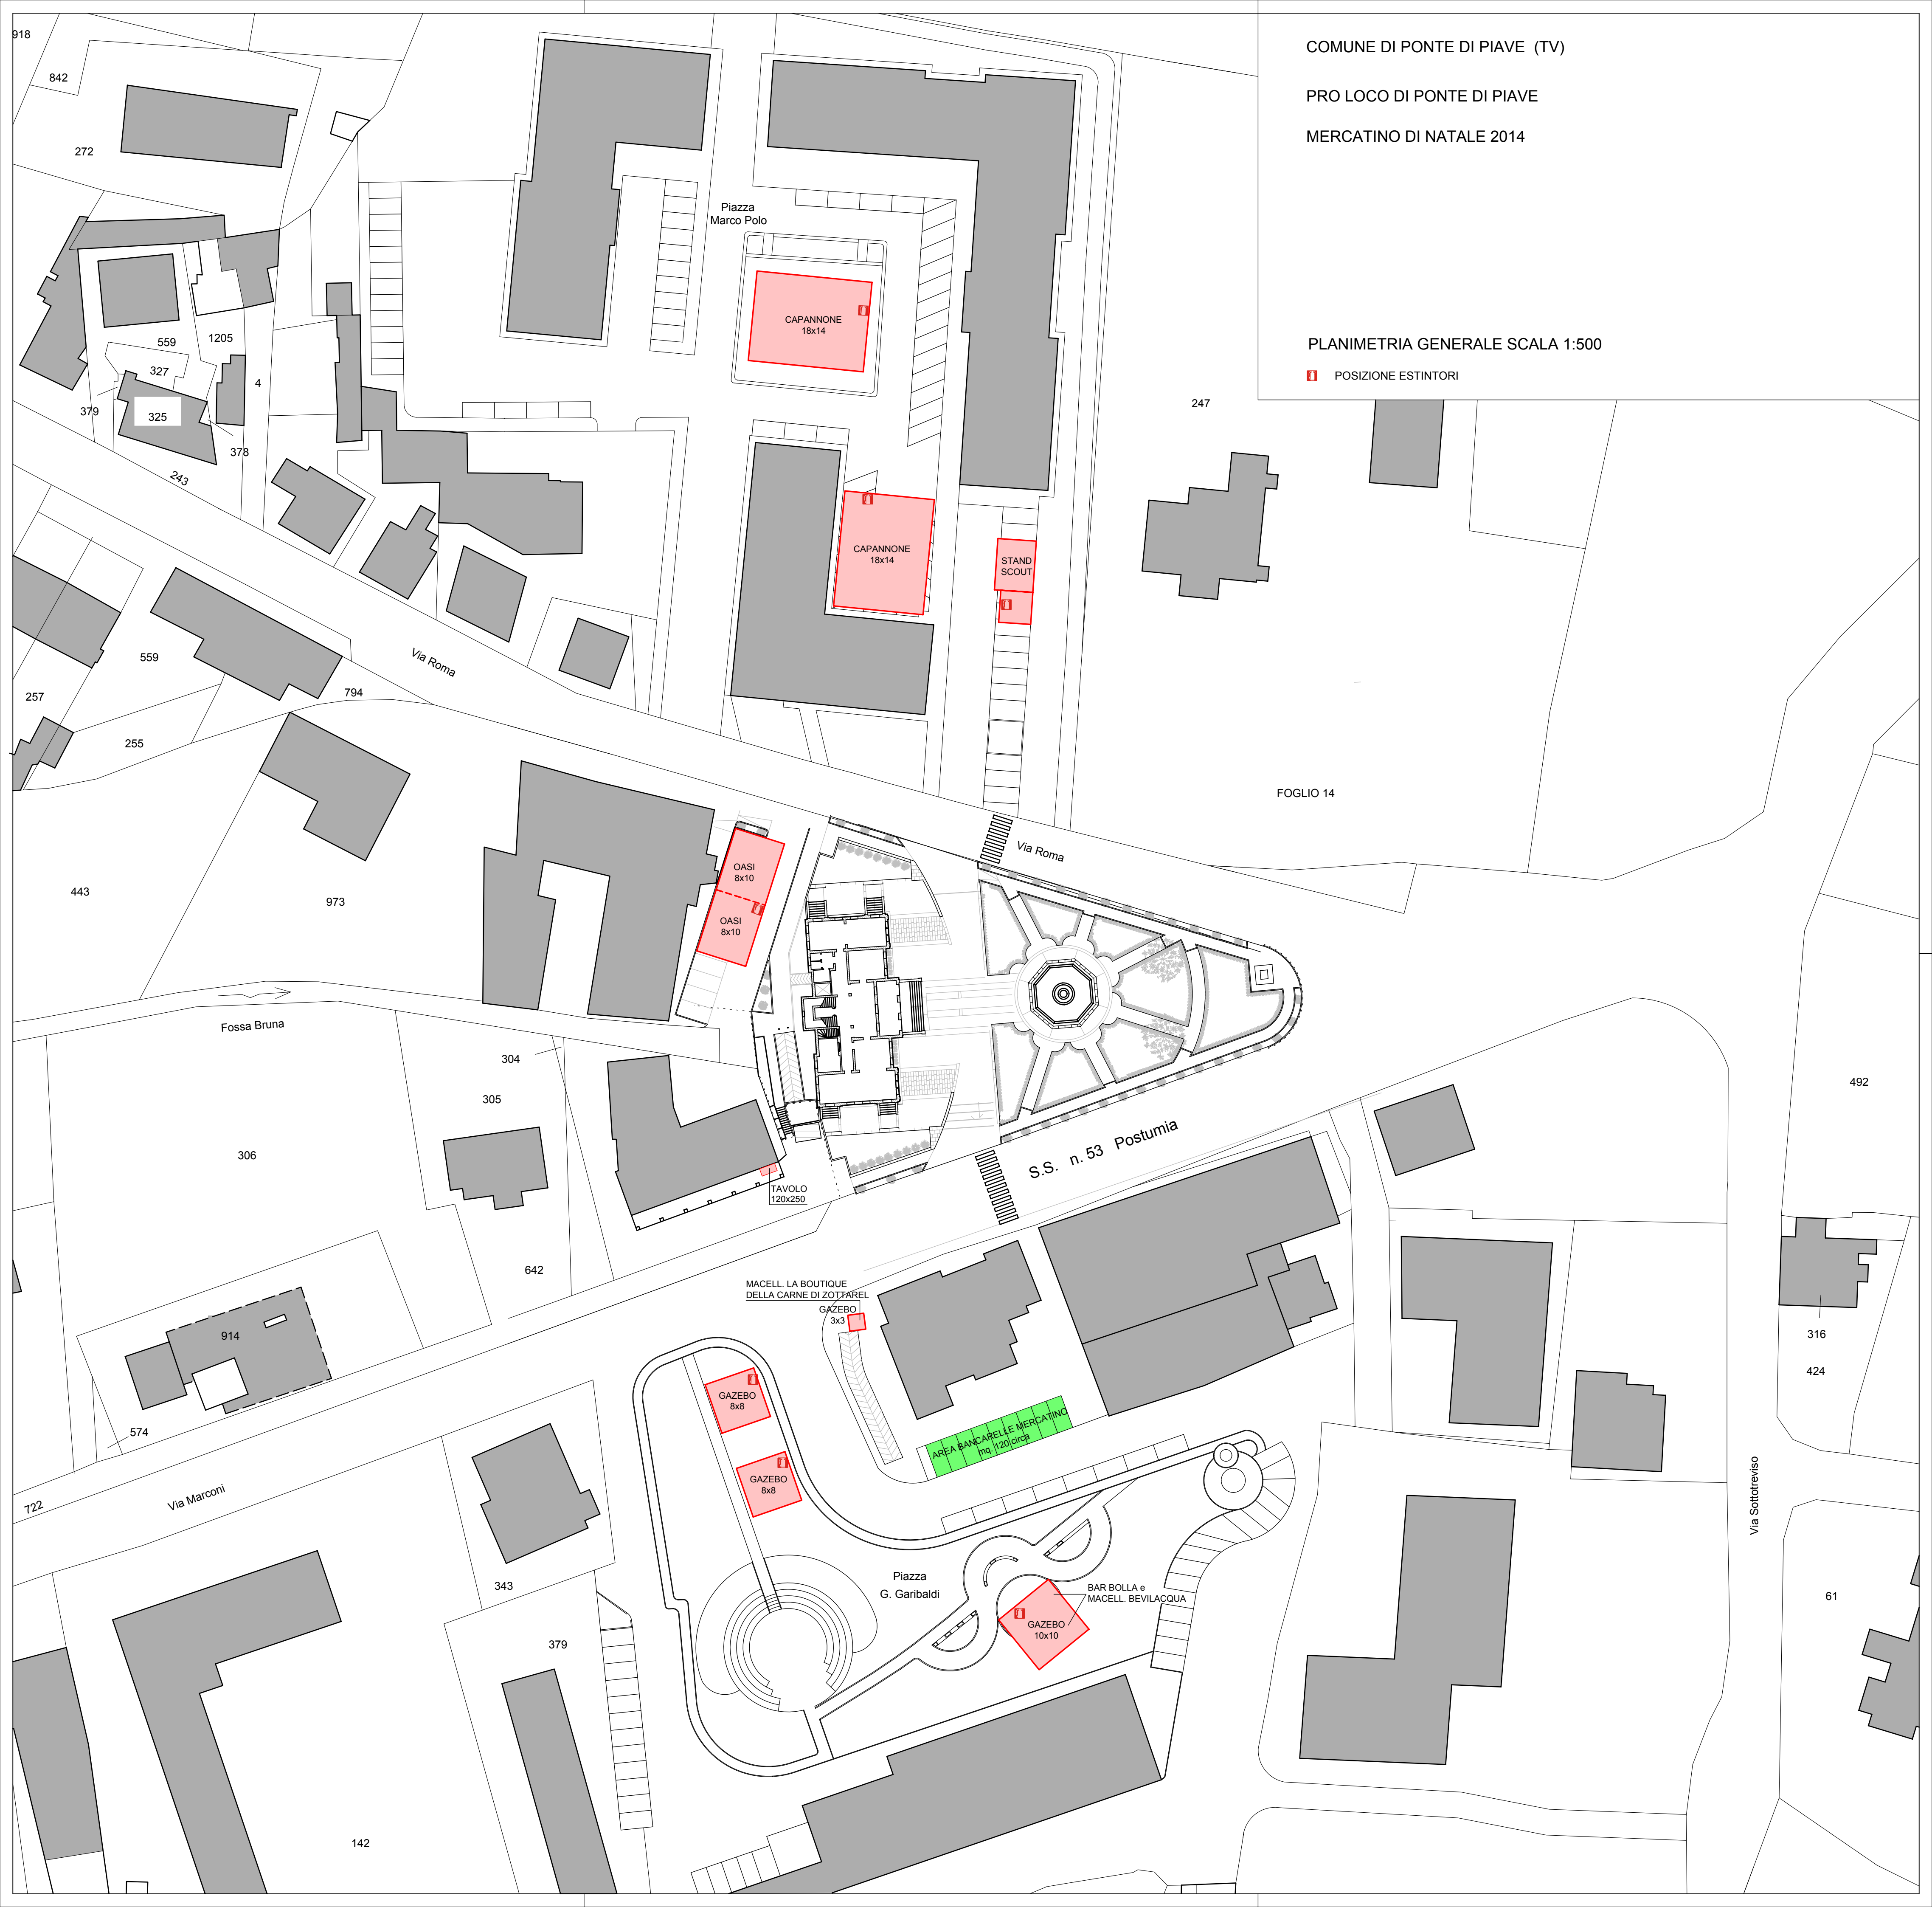 COMUNE DI PONTE DI PIAVE (TV)
PRO LOCO DI PONTE DI PIAVE
MERCATINO DI NATALE 2014
PLANIMETRIA GENERALE SCALA 1:500
POSIZIONE ESTINTORI
918
842
272
Piazza
Marco Polo
CAPANNONE
18x14
559
1205
327
4
379
325
378
243
247
CAPANNONE
18x14
STAND
SCOUT
559
Via Roma
257
794
255
FOGLIO 14
Via Roma
OASI
8x10
OASI
8x10
443
973
Fossa Bruna
304
305
306
492
S.S. n. 53 Postumia
TAVOLO
120x250
642
MACELL. LA BOUTIQUE
DELLA CARNE DI ZOTTAREL
GAZEBO
3x3
914
316
424
GAZEBO
8x8
AREA BANCARELLE MERCATINO
mq. 120 circa
574
GAZEBO
8x8
722
Via Marconi
Via Sottotreviso
343
Piazza
G. Garibaldi
BAR BOLLA e
MACELL. BEVILACQUA
GAZEBO
10x10
61
379
142